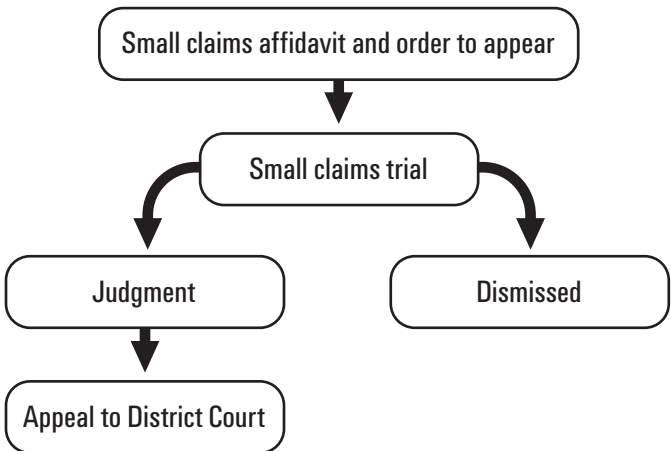 Small claims affidavit and order to appear
Small claims trial
Judgment
Dismissed
Appeal to District Court